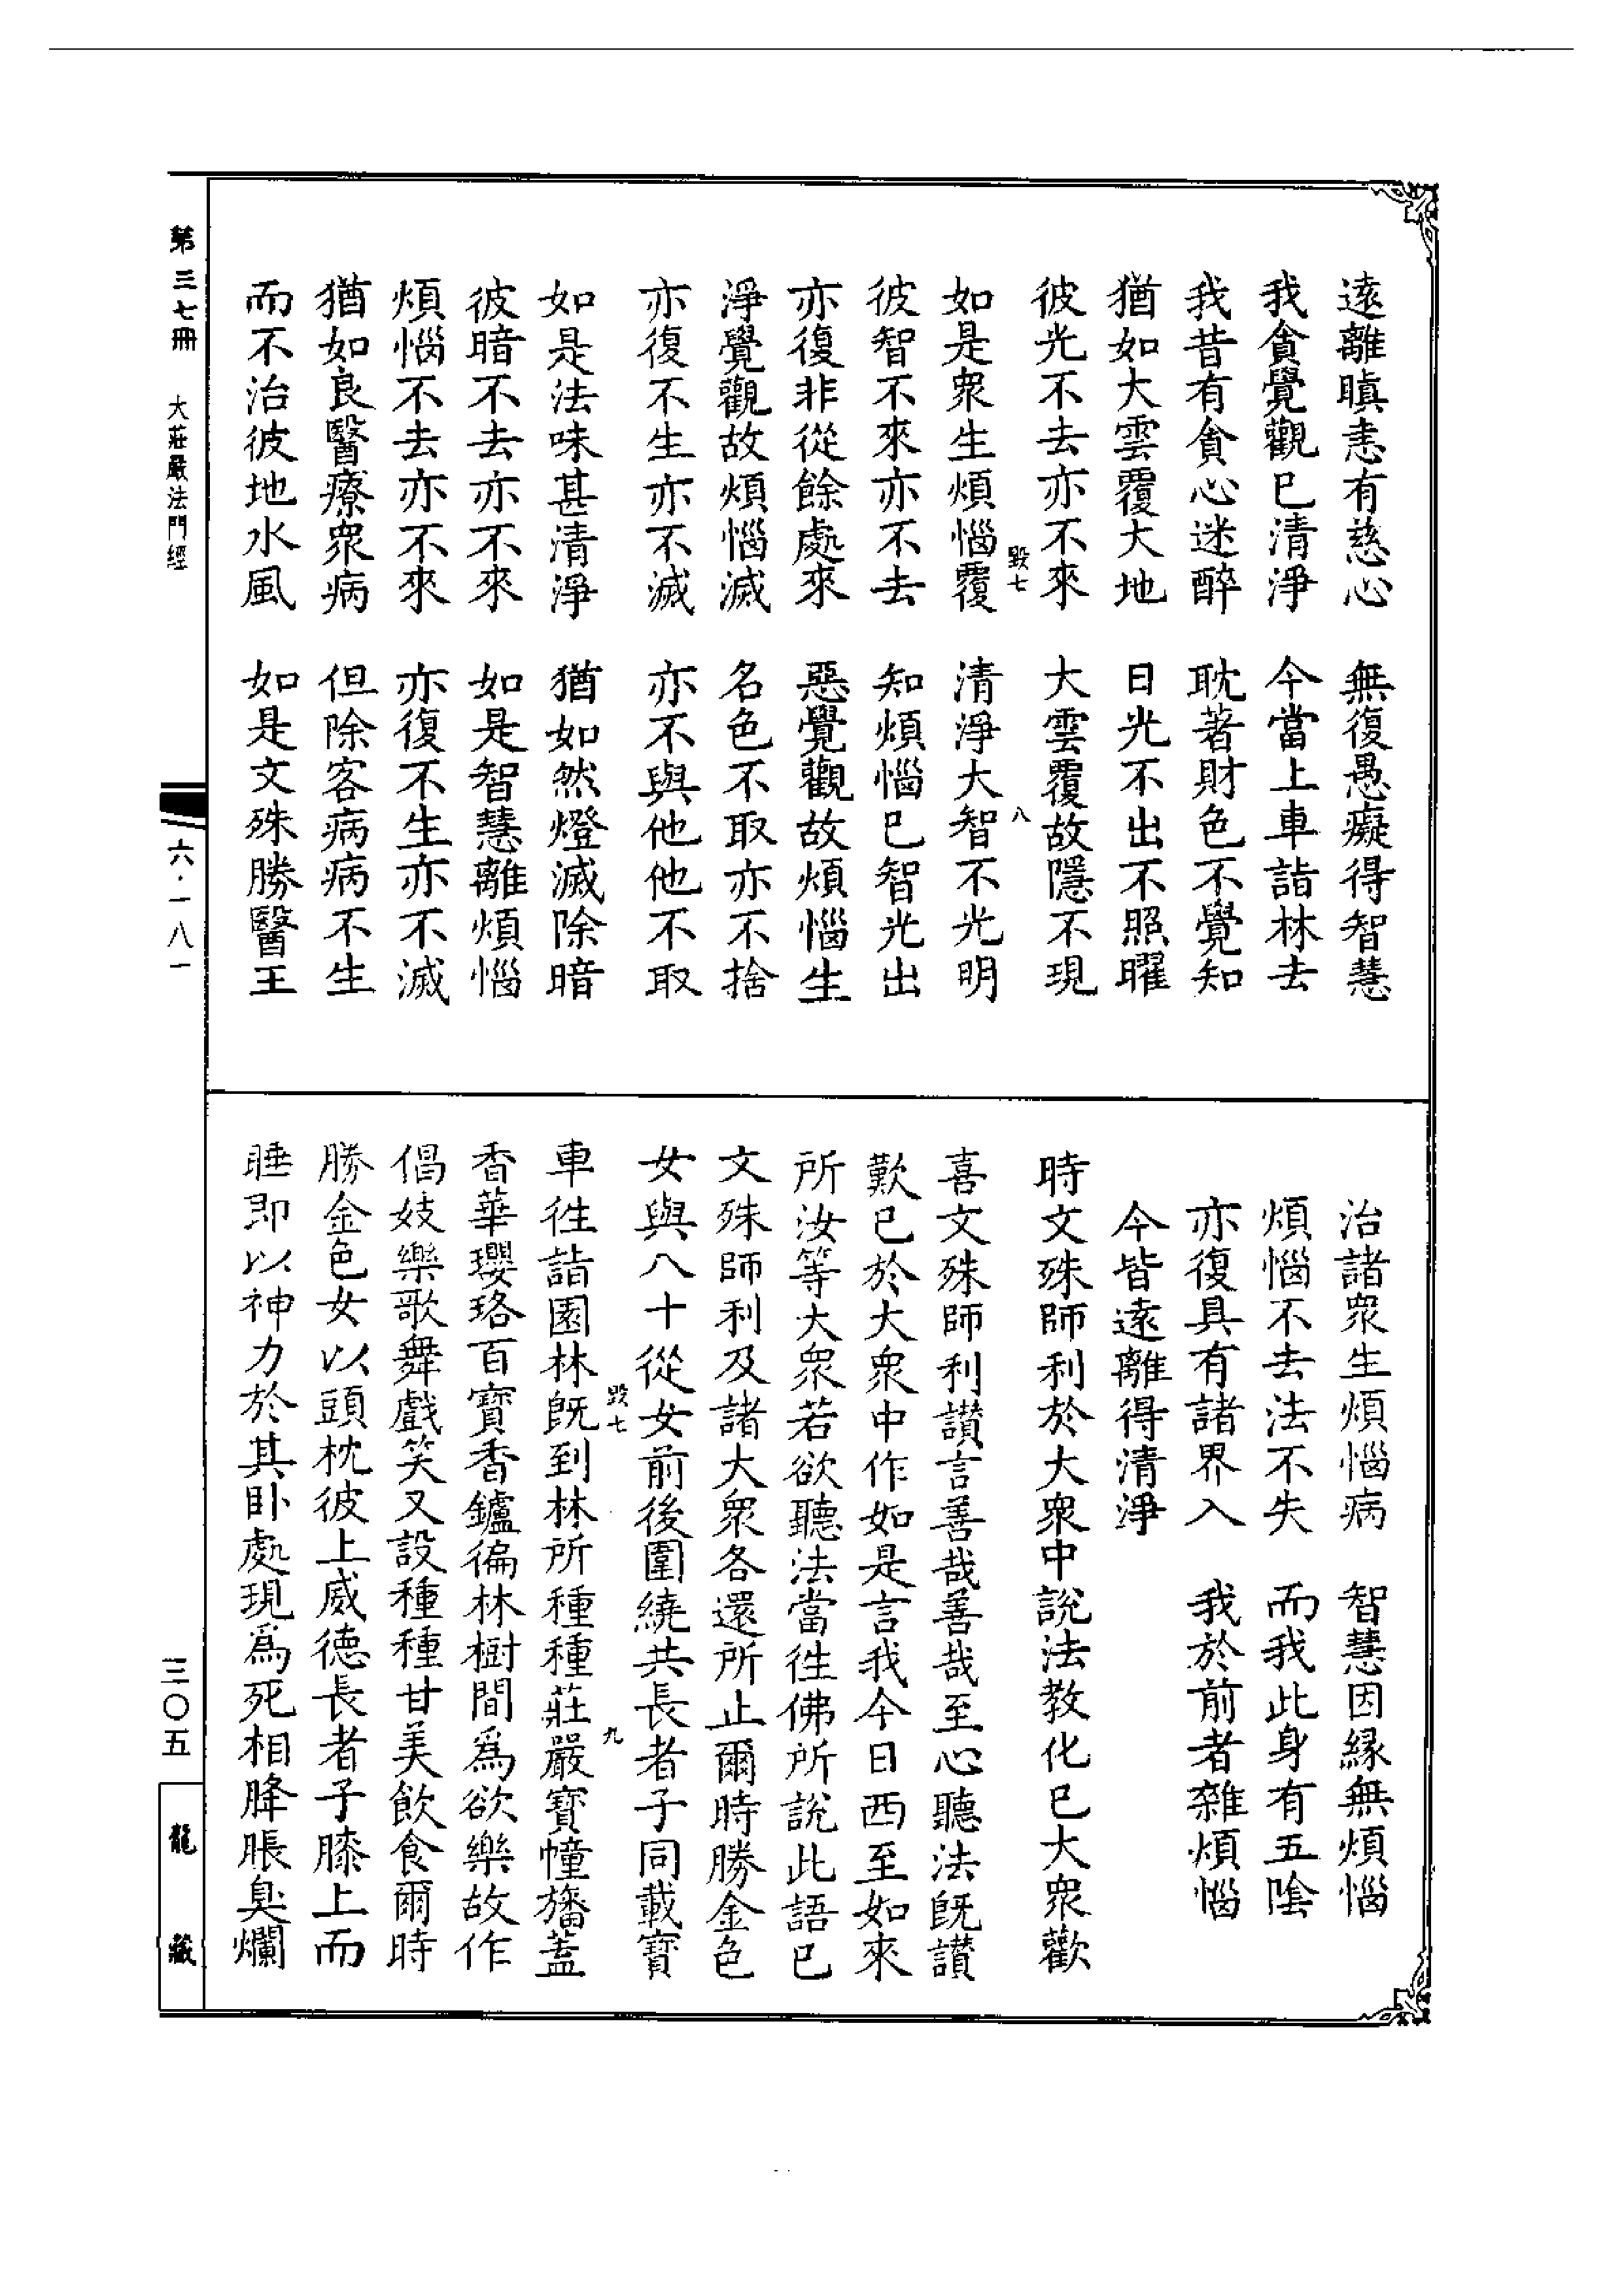 遠離瞋恚有慈心　無復愚癡得智慧
我貪覺觀已清淨　今當上車詣林去
我昔有貪心迷醉　耽著財色不覺知
猶如大雲覆大地　日光不出不照曜
彼光不去亦不來　大雲覆故隱不現
毀七　八
如是衆生煩惱覆　清淨大智不光明
彼智不來亦不去　知煩惱已智光出
亦復非從餘處來　惡覺觀故煩惱生
淨覺觀故煩惱滅　名色不取亦不捨
亦復不生亦不滅　亦不與他他不取
如是法味甚清淨　猶如然燈滅除暗
彼暗不去亦不來　如是智慧離煩惱
煩惱不去亦不來　亦復不生亦不滅
猶如良醫療衆病　但除客病病不生
而不治彼地水風　如是文殊勝醫王
治諸衆生煩惱病　智慧因緣無煩惱
煩惱不去法不失　而我此身有五陰
亦復具有諸界入　我於前者雜煩惱
今皆遠離得清淨
時文殊師利於大衆中說法教化已大衆歡
喜文殊師利讃言善哉善哉至心聽法旣讃
歎已於大衆中作如是言我今日西至如來
所汝等大衆若欲聽法當徃佛所說此語已
文殊師利及諸大衆各還所止爾時勝金色
女與八十從女前後圍繞共長者子同載寶
毀七　九
車徃詣園林旣到林所種種莊嚴寶幢旛蓋
香華瓔珞百寶香鑪徧林樹間爲欲樂故作
倡妓樂歌舞戲笑又設種種甘美飲食爾時
勝金色女以頭枕彼上威德長者子膝上而
睡即以神力於其卧處現爲死相胮脹臭爛
第三七冊　大莊嚴法門經
六·一八一
三〇五
龍藏